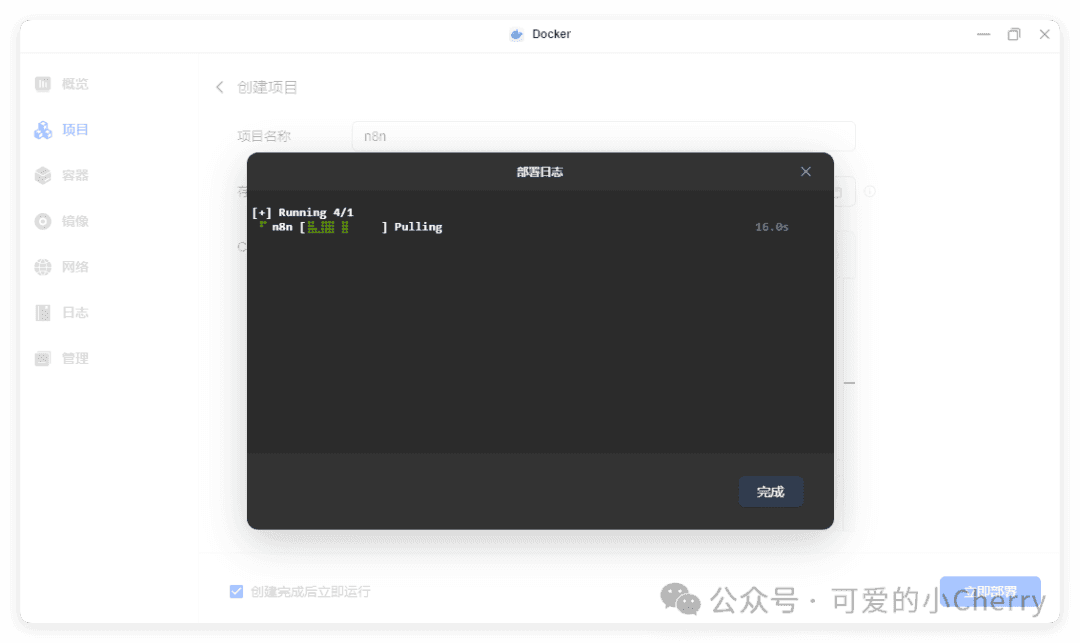 Docker
概览
项目
容器
镜像
网络
日志
管理
创建项目
项目名称 n8n
部署日志
[+] Running 4/1
n8n [ ] Pulling 16.0s
完成
创建完成后立即运行
立即部署
公众号 · 可爱的小Cherry